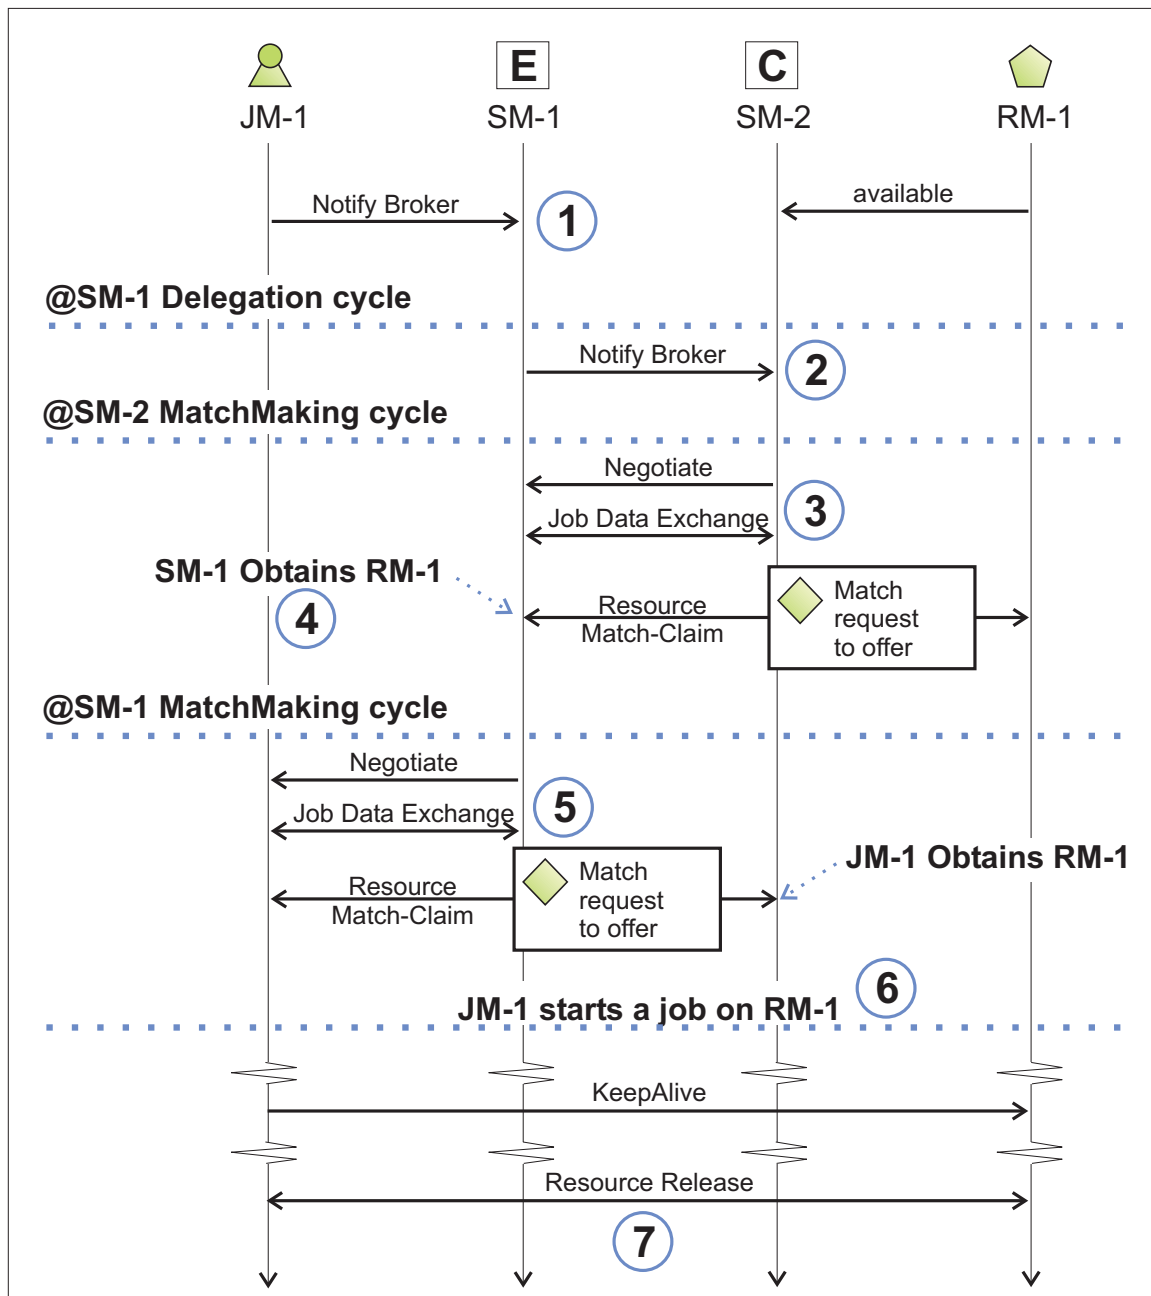 E
C
JM-1
SM-1
SM-2
RM-1
Notify Broker
1
available
@SM-1 Delegation cycle
Notify Broker
2
@SM-2 MatchMaking cycle
Negotiate
Job Data Exchange
3
SM-1 Obtains RM-1
4
Resource
Match-Claim
Match
request
to offer
@SM-1 MatchMaking cycle
Negotiate
Job Data Exchange
5
JM-1 Obtains RM-1
Resource
Match-Claim
Match
request
to offer
6
JM-1 starts a job on RM-1
KeepAlive
Resource Release
7